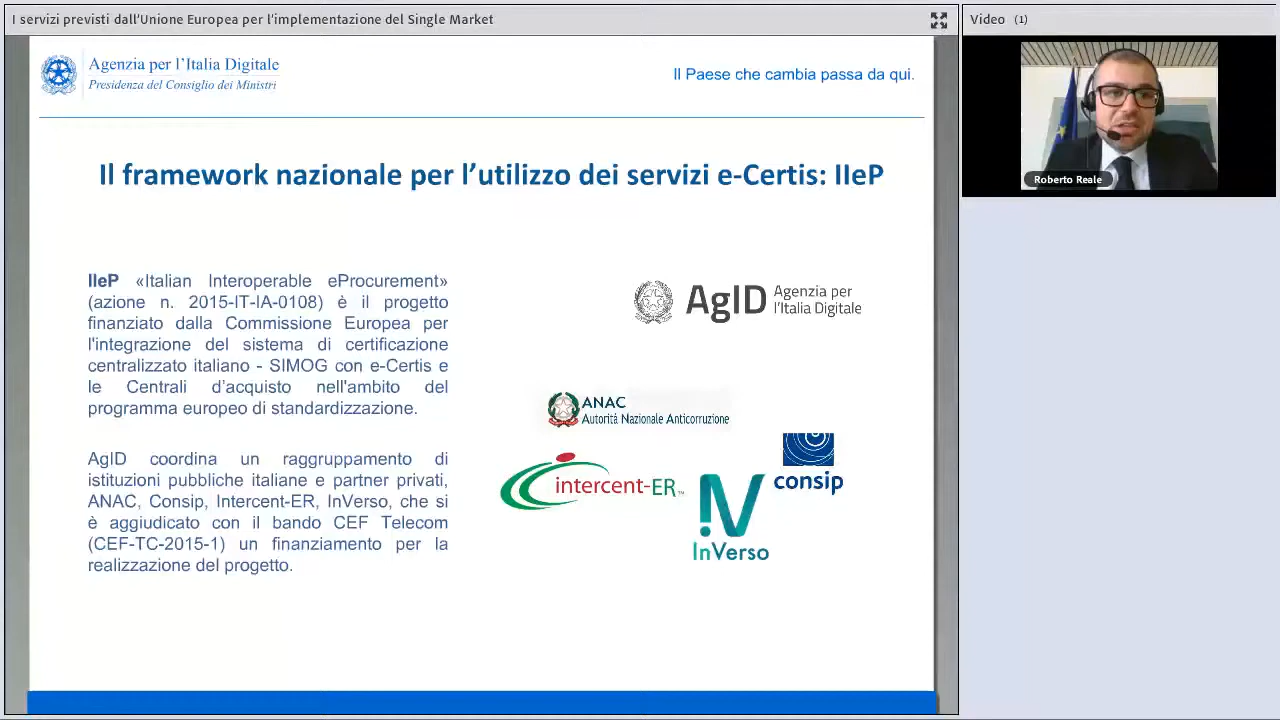 I servizi previsti dall'Unione Europea per l'implementazione del Single Market
Video (1)
Agenzia per l'Italia Digitale
Presidenza del Consiglio dei Ministri
Il Paese che cambia passa da qui.
Roberto Reale
Il framework nazionale per l'utilizzo dei servizi e-Certis: IIeP
IIeP «Italian Interoperable eProcurement»
(azione n. 2015-IT-IA-0108) è il progetto
finanziato dalla Commissione Europea per
l'integrazione del sistema di certificazione
centralizzato italiano - SIMOG con e-Certis e
le Centrali d'acquisto nell'ambito del
programma europeo di standardizzazione.
AgID coordina un raggruppamento di
istituzioni pubbliche italiane e partner privati,
ANAC, Consip, Intercent-ER, InVerso, che si
è aggiudicato con il bando CEF Telecom
(CEF-TC-2015-1) un finanziamento per la
realizzazione del progetto.
AgID Agenzia per
l'Italia Digitale
ANAC
Autorità Nazionale Anticorruzione
intercent-ER™
consip
InVerso